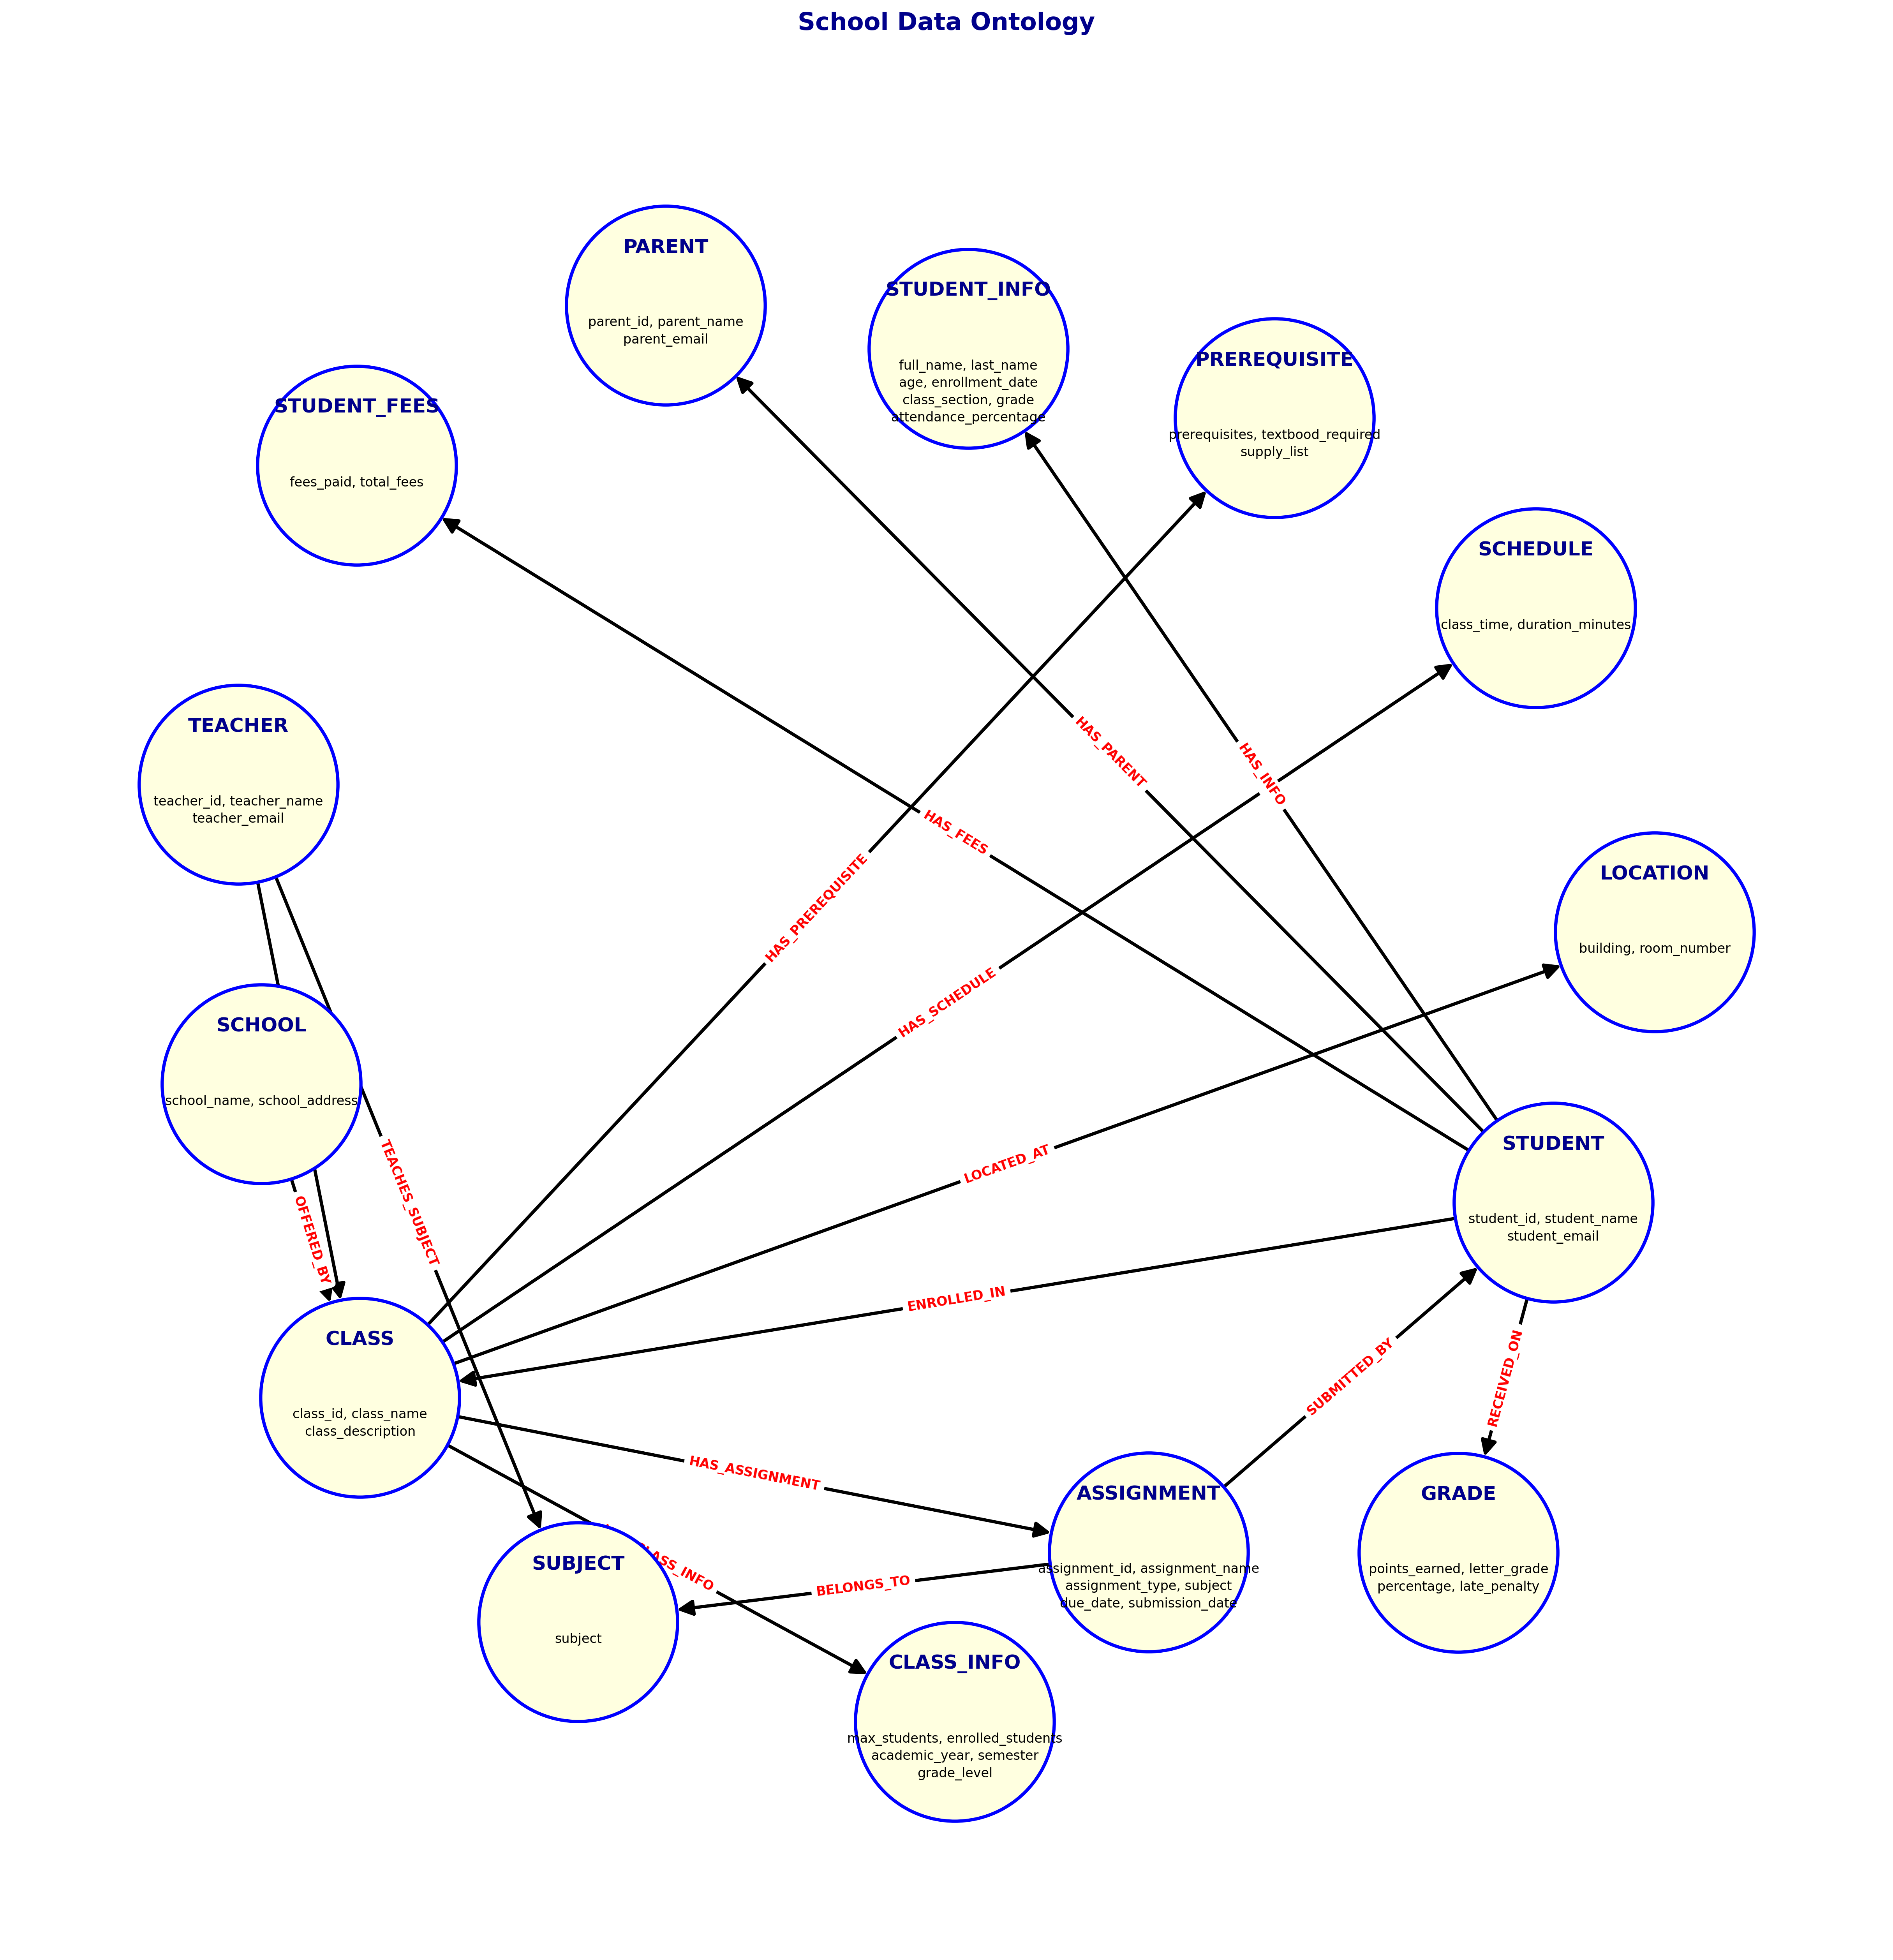 School Data Ontology
PARENT
parent_id, parent_name
parent_email
STUDENT_INFO
full_name, last_name
age, enrollment_date
class_section, grade
attendance_percentage
PREREQUISITE
prerequisites, textbood_required
supply_list
STUDENT_FEES
fees_paid, total_fees
SCHEDULE
class_time, duration_minutes
TEACHER
teacher_id, teacher_name
teacher_email
HAS_PARENT
HAS_INFO
HAS_FEES
HAS_PREREQUISITE
LOCATION
building, room_number
HAS_SCHEDULE
SCHOOL
school_name, school_address
LOCATED_AT
STUDENT
student_id, student_name
student_email
TEACHES_SUBJECT
OFFERED_BY
ENROLLED_IN
CLASS
class_id, class_name
class_description
SUBMITTED_BY
RECEIVED_ON
HAS_ASSIGNMENT
ASSIGNMENT
assignment_id, assignment_name
assignment_type, subject
due_date, submission_date
GRADE
points_earned, letter_grade
percentage, late_penalty
SUBJECT
subject
LASS_INFO
BELONGS_TO
CLASS_INFO
max_students, enrolled_students
academic_year, semester
grade_level